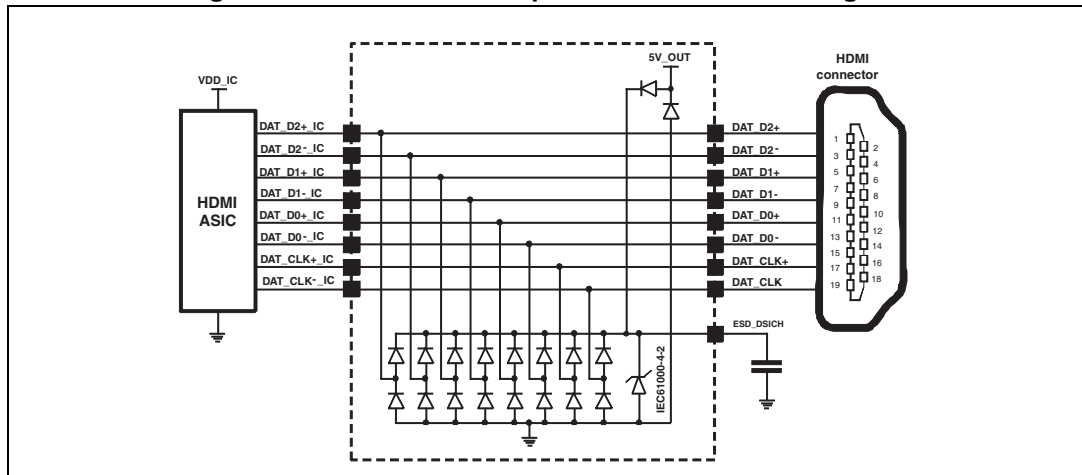 5V_OUT
HDMI
connector
VDD_IC
DAT_D2+_IC
DAT_D2+
DAT_D2-_IC
DAT_D2-
DAT_D1+_IC
DAT_D1+
DAT_D1-_IC
DAT_D1-
DAT_D0+_IC
DAT_D0+
DAT_D0-_IC
DAT_D0-
DAT_CLK+_IC
DAT_CLK+
DAT_CLK-_IC
DAT_CLK
HDMI
ASIC
1
2
3
4
5
6
7
8
9
10
11
12
13
14
15
16
17
18
19
ESD_DSICH
IEC61000-4-2